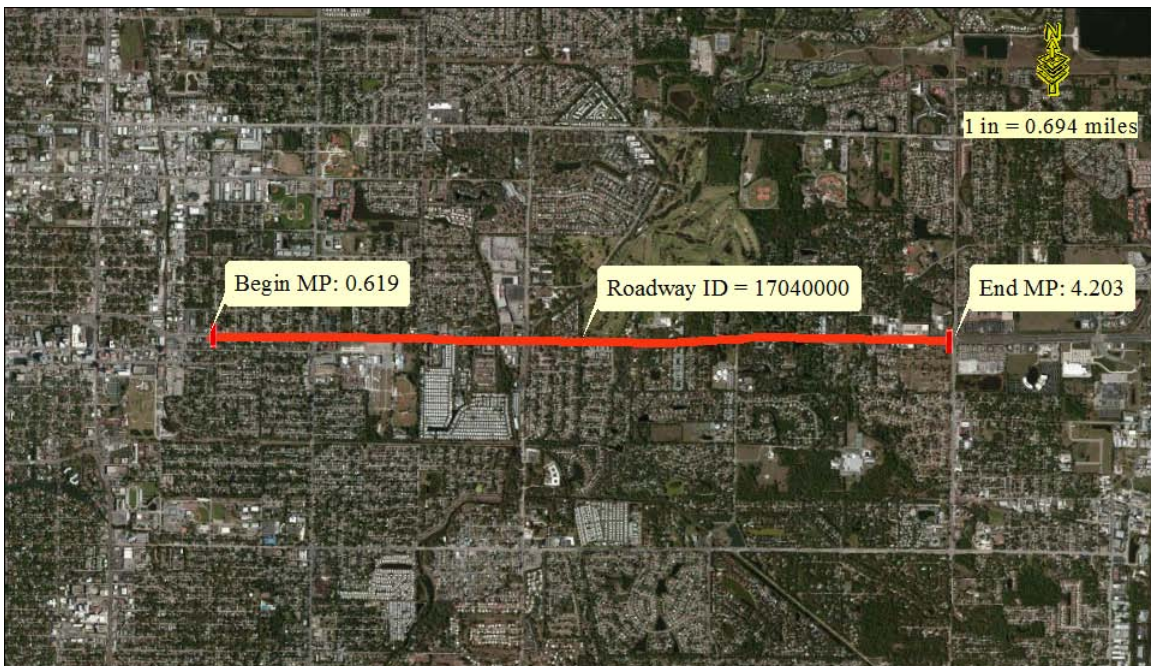 N
1 in = 0.694 miles
Begin MP: 0.619
Roadway ID = 17040000
End MP: 4.203